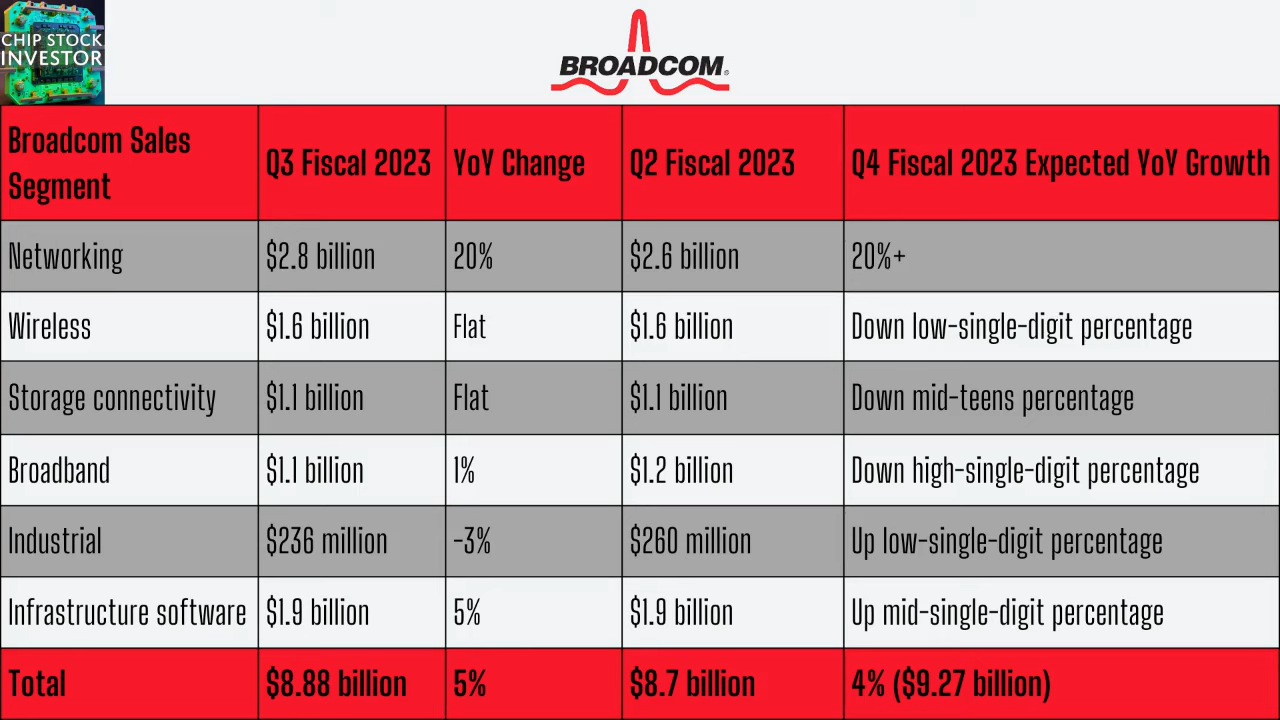 CHIP STOCK
INVESTOR
BROADCOM®
Broadcom Sales
Segment
Q3 Fiscal 2023
YoY Change
Q2 Fiscal 2023
Q4 Fiscal 2023 Expected YoY Growth
Networking
$2.8 billion
20%
$2.6 billion
20%+
Wireless
$1.6 billion
Flat
$1.6 billion
Down low-single-digit percentage
Storage connectivity
$1.1 billion
Flat
$1.1 billion
Down mid-teens percentage
Broadband
$1.1 billion
1%
$1.2 billion
Down high-single-digit percentage
Industrial
$236 million
-3%
$260 million
Up low-single-digit percentage
Infrastructure software
$1.9 billion
5%
$1.9 billion
Up mid-single-digit percentage
Total
$8.88 billion
5%
$8.7 billion
4% ($9.27 billion)